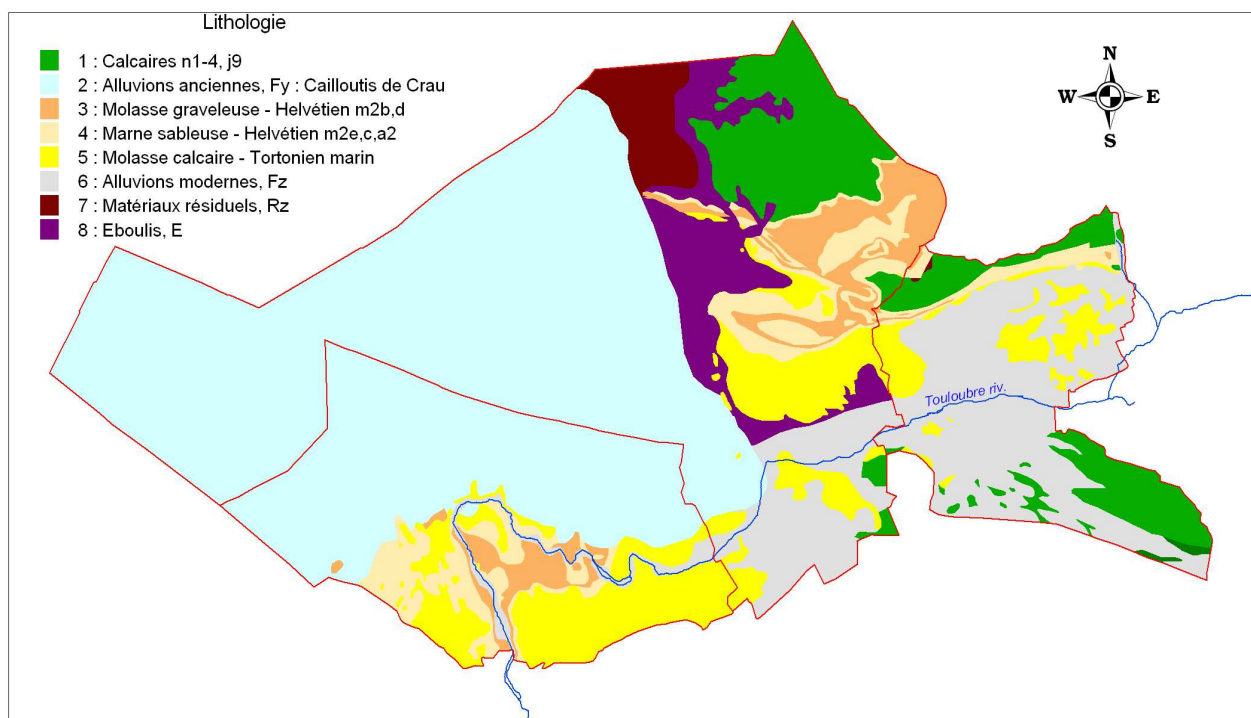 Lithologie
1 : Calcaires n1-4, j9
2 : Alluvions anciennes, Fy : Cailloutis de Crau
3 : Molasse graveleuse - Helvétien m2b,d
4 : Marne sableuse - Helvétien m2e,c,a2
5 : Molasse calcaire - Tortonien marin
6 : Alluvions modernes, Fz
7 : Matériaux résiduels, Rz
8 : Eboulis, E
N
W E
S
Touloubre riv.